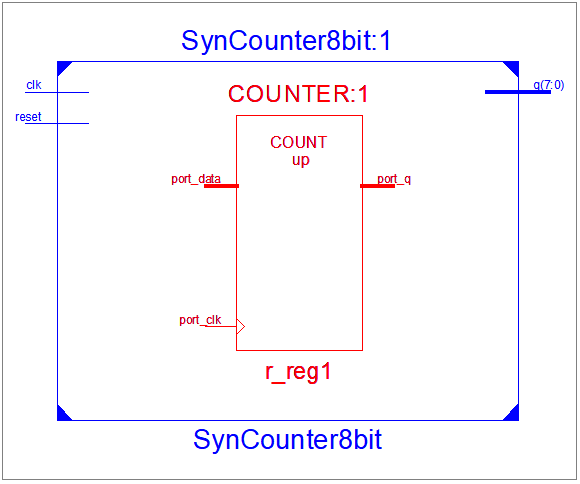 SynCounter8bit:1
clk
q(7:0)
COUNTER:1
reset
COUNT
up
port_data
port_q
port_clk
r_reg1
SynCounter8bit